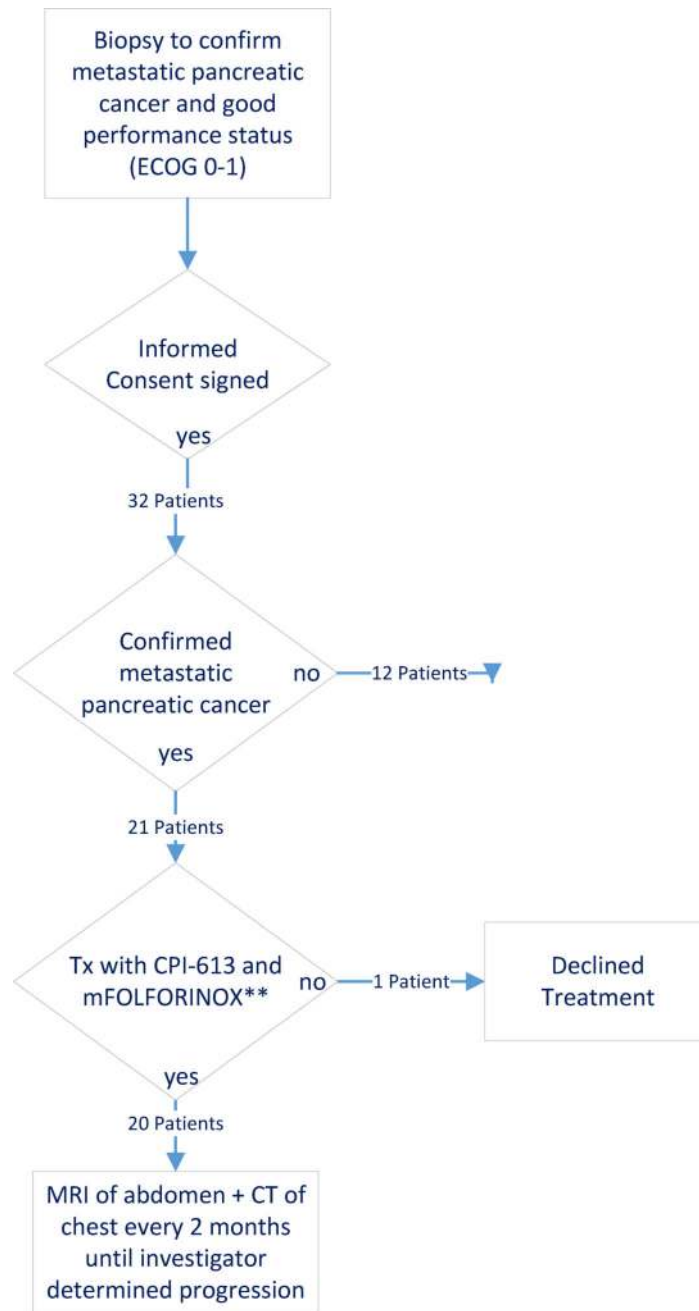 Biopsy to confirm
metastatic pancreatic
cancer and good
performance status
(ECOG 0-1)
Informed
Consent signed
yes
32 Patients
Confirmed
metastatic
pancreatic cancer
no
12 Patients
yes
21 Patients
Tx with CPI-613 and
mFOLFORINOX**
no
1 Patient
Declined
Treatment
yes
20 Patients
MRI of abdomen + CT of
chest every 2 months
until investigator
determined progression